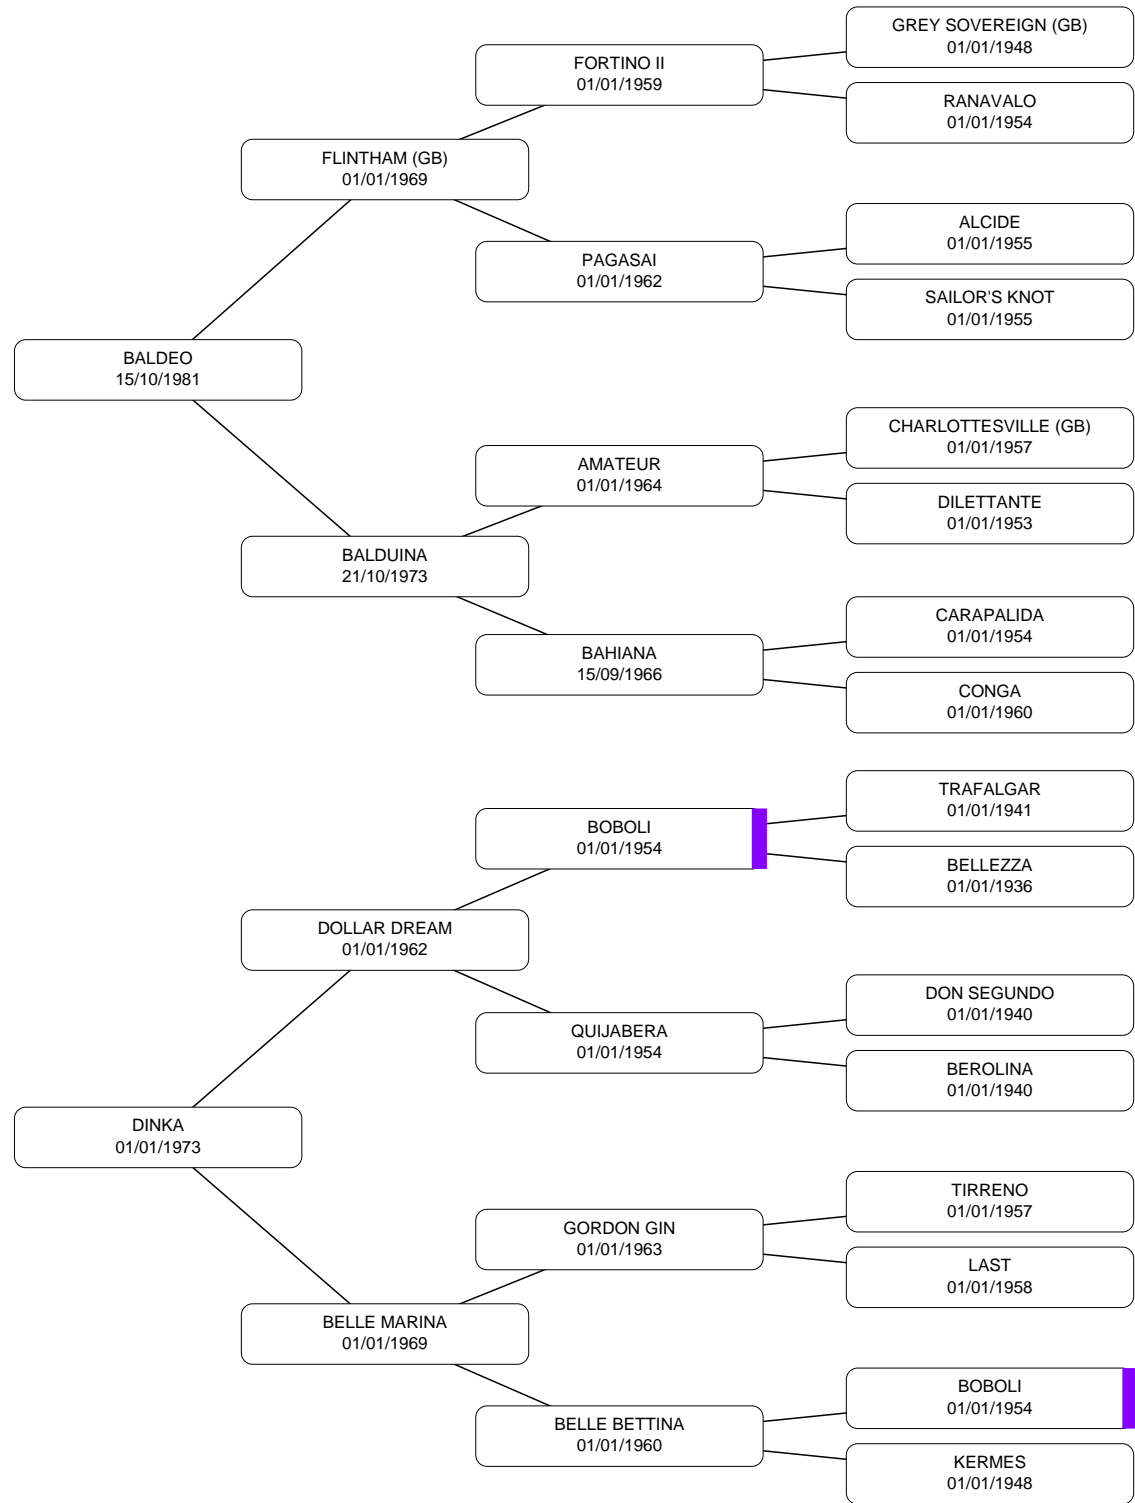 GREY SOVEREIGN (GB)
01/01/1948
FORTINO II
01/01/1959
RANAVALO
01/01/1954
FLINTHAM (GB)
01/01/1969
ALCIDE
01/01/1955
PAGASAI
01/01/1962
SAILOR'S KNOT
01/01/1955
BALDEO
15/10/1981
CHARLOTTESVILLE (GB)
01/01/1957
AMATEUR
01/01/1964
DILETTANTE
01/01/1953
BALDUINA
21/10/1973
CARAPALIDA
01/01/1954
BAHIANA
15/09/1966
CONGA
01/01/1960
TRAFALGAR
01/01/1941
BOBOLI
01/01/1954
BELLEZZA
01/01/1936
DOLLAR DREAM
01/01/1962
DON SEGUNDO
01/01/1940
QUIJABERA
01/01/1954
BEROLINA
01/01/1940
DINKA
01/01/1973
TIRRENO
01/01/1957
GORDON GIN
01/01/1963
LAST
01/01/1958
BELLE MARINA
01/01/1969
BOBOLI
01/01/1954
BELLE BETTINA
01/01/1960
KERMES
01/01/1948